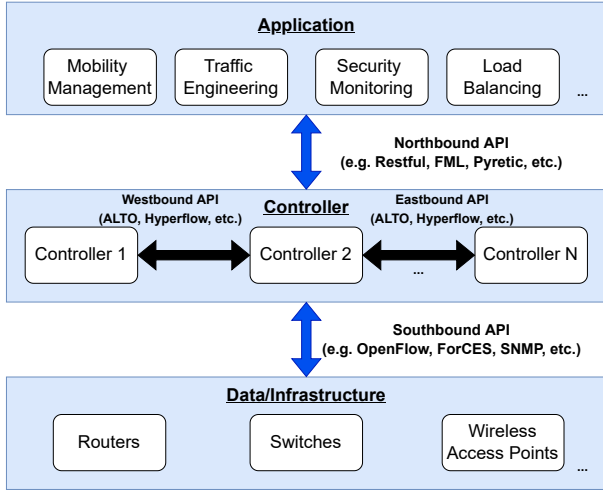 Application
Mobility
Management
Traffic
Engineering
Security
Monitoring
Load
Balancing
...
Northbound API
(e.g. Restful, FML, Pyretic, etc.)
Westbound API
(ALTO, Hyperflow, etc.)
Controller
Eastbound API
(ALTO, Hyperflow, etc.)
Controller 1
Controller 2
...
Controller N
Southbound API
(e.g. OpenFlow, ForCES, SNMP, etc.)
Data/Infrastructure
Routers
Switches
Wireless
Access Points
...